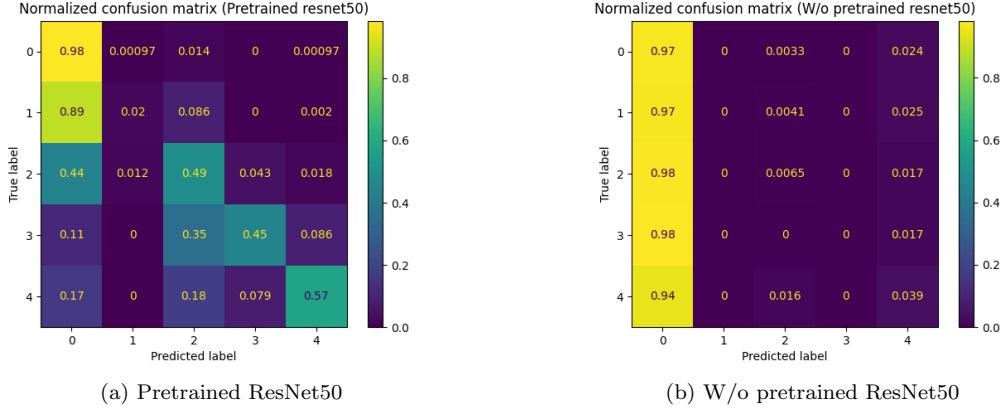 Normalized confusion matrix (Pretrained resnet50)
0 0.98 0.00097 0.014 0 0.00097
1 0.89 0.02 0.086 0 0.002
2 0.44 0.012 0.49 0.043 0.018
3 0.11 0 0.35 0.45 0.086
4 0.17 0 0.18 0.079 0.57
0 1 2 3 4
True label
Predicted label
0.8
0.6
0.4
0.2
0.0
(a) Pretrained ResNet50
Normalized confusion matrix (W/o pretrained resnet50)
0 0.97 0 0.0033 0 0.024
1 0.97 0 0.0041 0 0.025
2 0.98 0 0.0065 0 0.017
3 0.98 0 0 0 0.017
4 0.94 0 0.016 0 0.039
0 1 2 3 4
True label
Predicted label
0.8
0.6
0.4
0.2
0.0
(b) W/o pretrained ResNet50